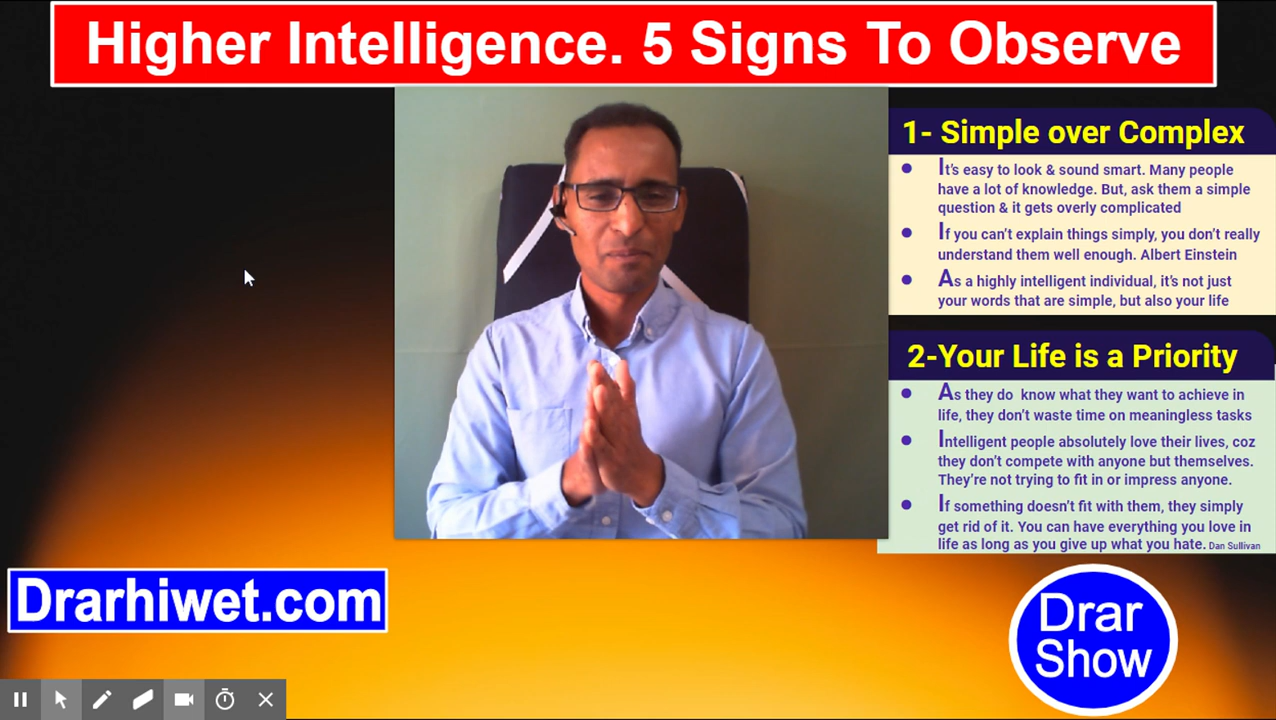 Higher Intelligence. 5 Signs To Observe
1- Simple over Complex
It's easy to look & sound smart. Many people
have a lot of knowledge. But, ask them a simple
question & it gets overly complicated
If you can't explain things simply, you don't really
understand them well enough. Albert Einstein
As a highly intelligent individual, it's not just
your words that are simple, but also your life
2-Your Life is a Priority
As they do know what they want to achieve in
life, they don't waste time on meaningless tasks
Intelligent people absolutely love their lives, coz
they don't compete with anyone but themselves.
They're not trying to fit in or impress anyone.
If something doesn't fit with them, they simply
get rid of it. You can have everything you love in
life as long as you give up what you hate. Dan Sullivan
Drarhiwet.com
Drar
Show